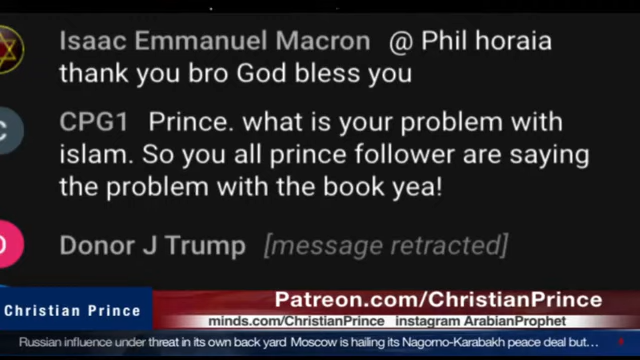 Isaac Emmanuel Macron @ Phil horaia
thank you bro God bless you
C
CPG1 Prince. what is your problem with
islam. So you all prince follower are saying
the problem with the book yea!
Donor J Trump [message retracted]
Christian Prince
Patreon.com/ChristianPrince
minds.com/ChristianPrince instagram ArabianProphet
Russian influence under threat in its own back yard Moscow is hailing its Nagorno-Karabakh peace deal but...